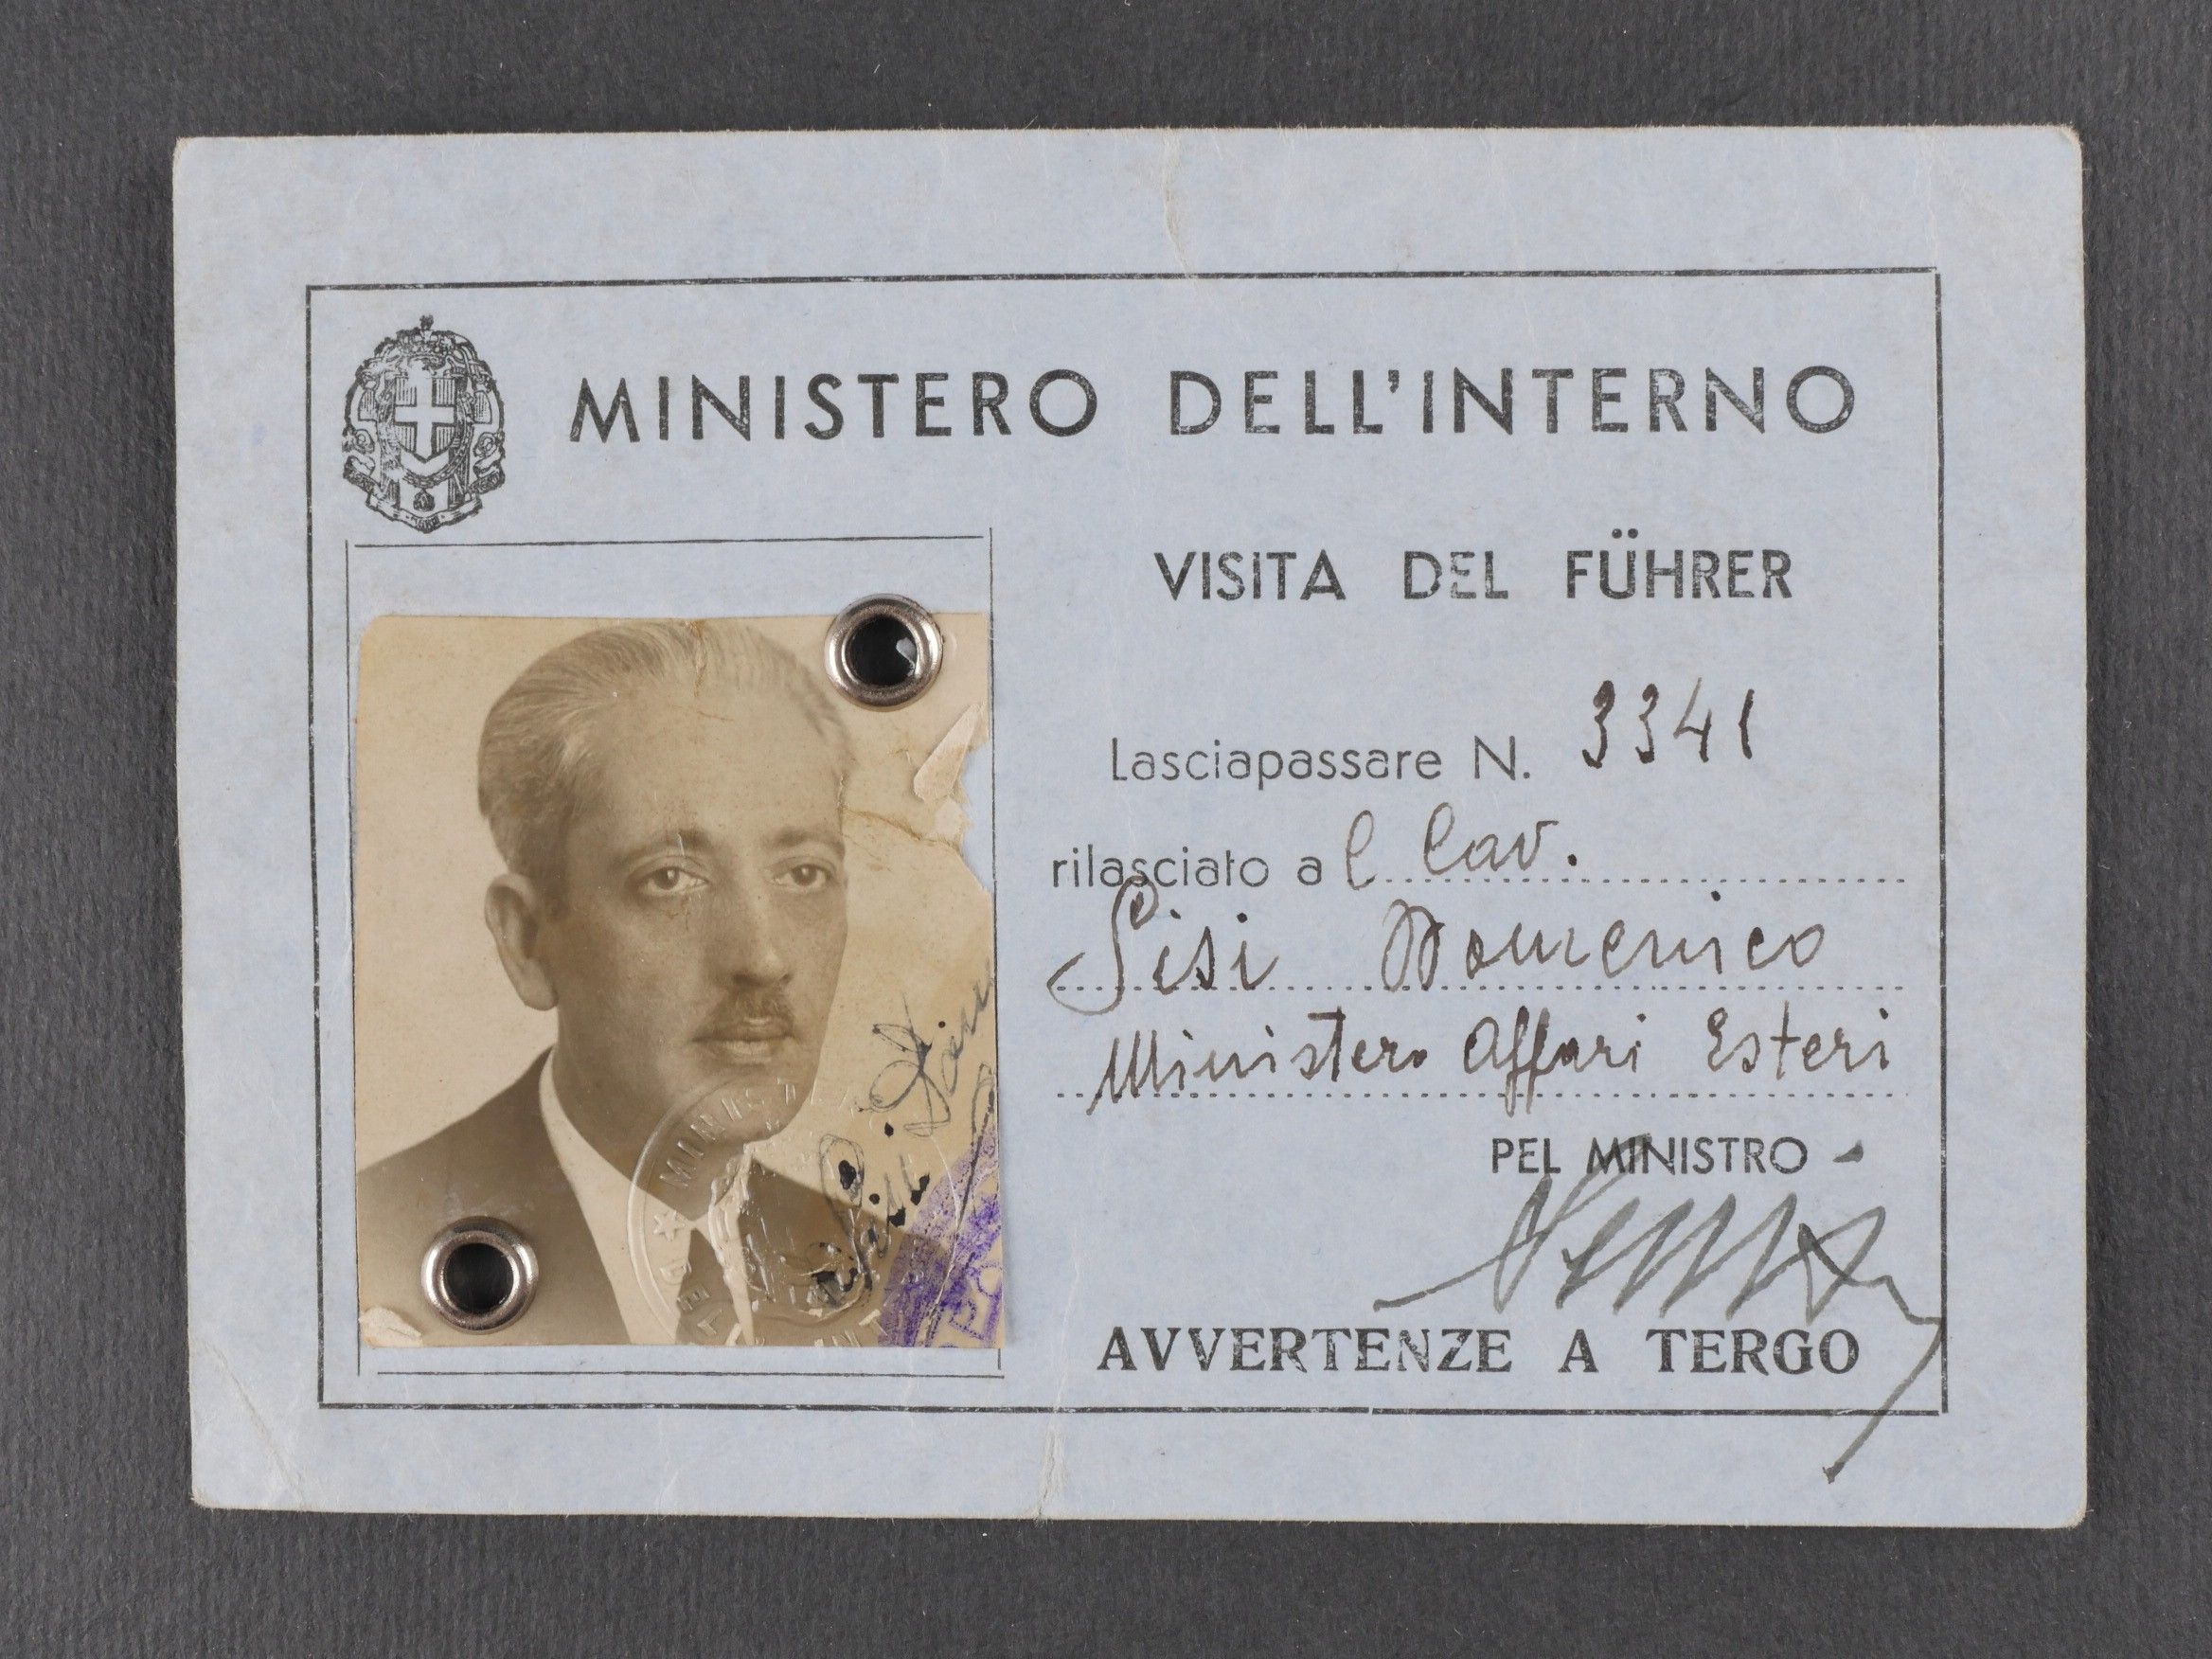 MINISTERO DELL'INTERNO
VISITA DEL FÜHRER
Lasciapassare N. 3341
rilasciato al Cav.
Sisi Domenico
Ministero Affari Esteri
PEL MINISTRO
AVVERTENZE A TERGO
MINISTER